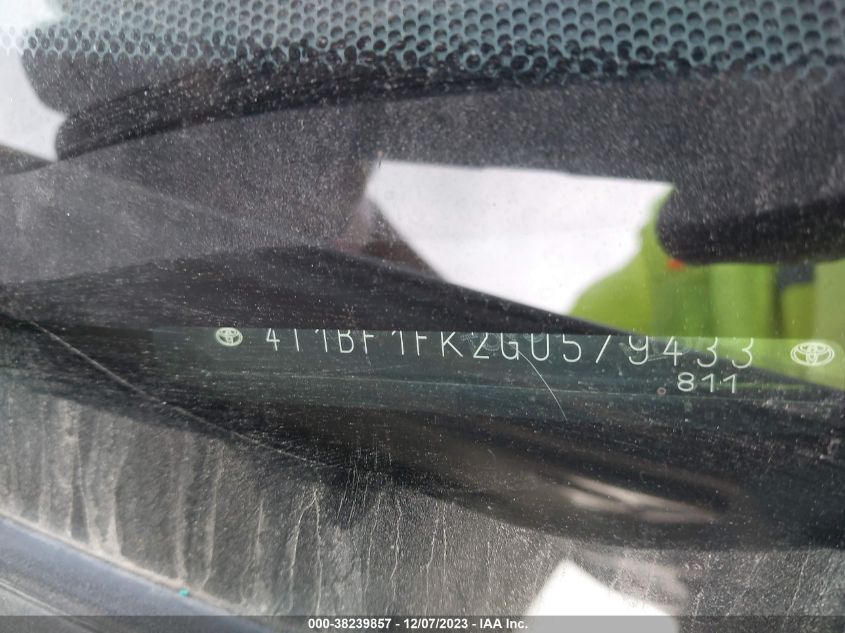 4T1BF1FK2GU579433
811
000-38239857 - 12/07/2023 - IAA Inc.